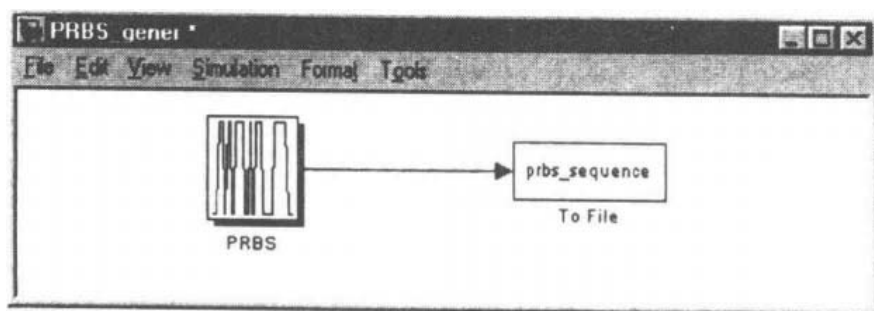 PRBS_gener *
File Edit View Simulation Format Tools
prbs_sequence
To File
PRBS